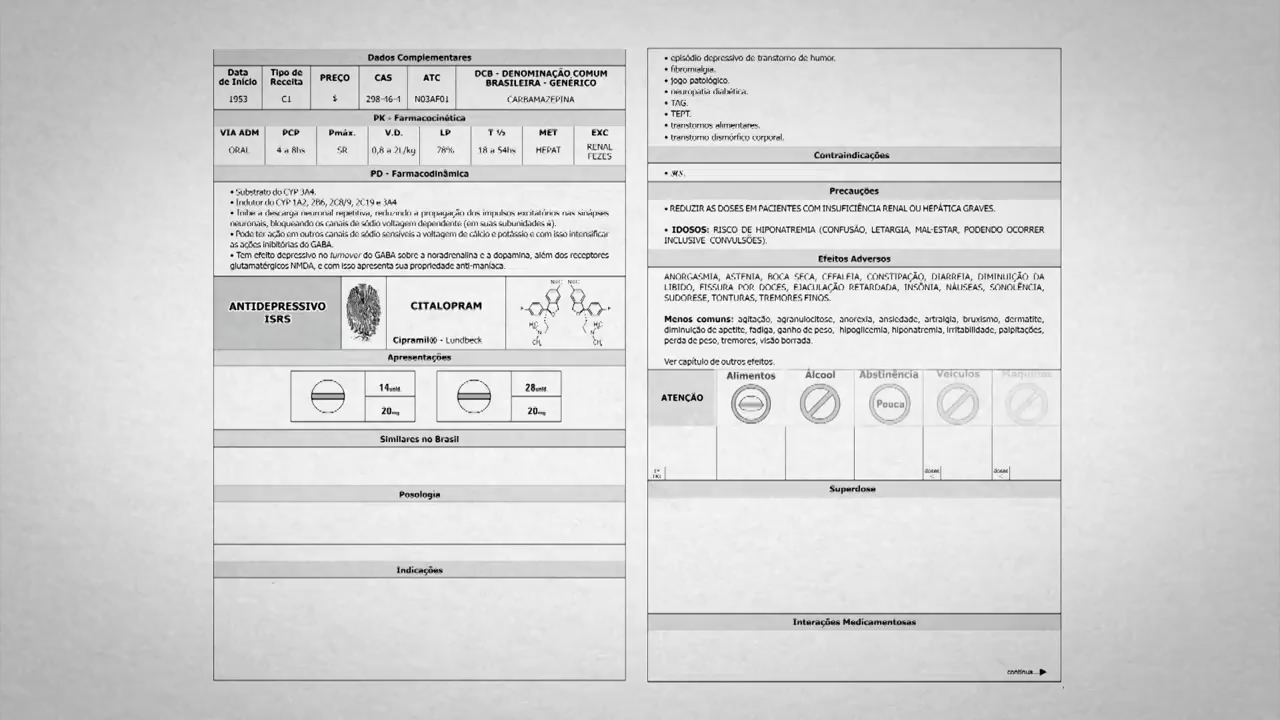 Dados Complementares
Data de Início Tipo de Receita PREÇO CAS ATC DCB - DENOMINAÇÃO COMUM BRASILEIRA - GENÉRICO
1953 C1 $ 298-46-4 N03AF01 CARBAMAZEPINA
PK - Farmacocinética
VIA ADM PCP Pmáx. V.D. LP T ½ MET EXC
ORAL 4 a 8hs SR 0,8 a 2L/kg 78% 18 a 54hs HEPAT RENAL FEZES
PD - Farmacodinâmica
• Substrato do CYP 3A4.
• Indutor do CYP 1A2, 2B6, 2C8/9, 2C19 e 3A4.
• Inibe a descarga neuronal repetitiva, reduzindo a propagação dos impulsos excitatórios nas sinápses
neuronais, bloqueando os canais de sódio voltagem dependente (em suas subunidades
• Pode ter ação em outros canais de sódio sensíveis a voltagem de cálcio e potássio e com isso intensificar
as ações inibitórias do GABA.
• Tem efeito depressivo no turnover do GABA sobre a noradrenalina e a dopamina, além dos receptores
glutamatérgicos NMDA, e com isso apresenta sua propriedade anti-maníaca.
ANTIDEPRESSIVO
ISRS
CITALOPRAM
Cipramil® - Lundbeck
Apresentações
14unid. 28unid.
20mg 20mg
Similares no Brasil
Posologia
Indicações
• episódio depressivo de transtorno de humor.
• fibromialgia.
• jogo patológico.
• neuropatia diabética.
• TAG.
• TEPT.
• transtornos alimentares.
• transtorno dismórfico corporal.
Contraindicações
Precauções
• REDUZIR AS DOSES EM PACIENTES COM INSUFICIÊNCIA RENAL OU HEPÁTICA GRAVES.
• IDOSOS: RISCO DE HIPONATREMIA (CONFUSÃO, LETARGIA, MAL-ESTAR, PODENDO OCORRER
INCLUSIVE CONVULSÕES).
Efeitos Adversos
ANORGASMIA, ASTENIA, BOCA SECA, CEFALEIA, CONSTIPAÇÃO, DIARREIA, DIMINUIÇÃO DA
LIBIDO, FISSURA POR DOCES, EJACULAÇÃO RETARDADA, INSÔNIA, NÁUSEAS, SONOLÊNCIA,
SUDORESE, TONTURAS, TREMORES FINOS.
Menos comuns: agitação, agranulocitose, anorexia, ansiedade, artralgia, bruxismo, dermatite,
diminuição de apetite, fadiga, ganho de peso, hipoglicemia, hiponatremia, irritabilidade, palpitações,
perda de peso, tremores, visão borrada.
Ver capítulo de outros efeitos.
ATENÇÃO
Alimentos Álcool Abstinência Veículos Máquinas
Pouca
doses doses
Superdose
Interações Medicamentosas
continua...